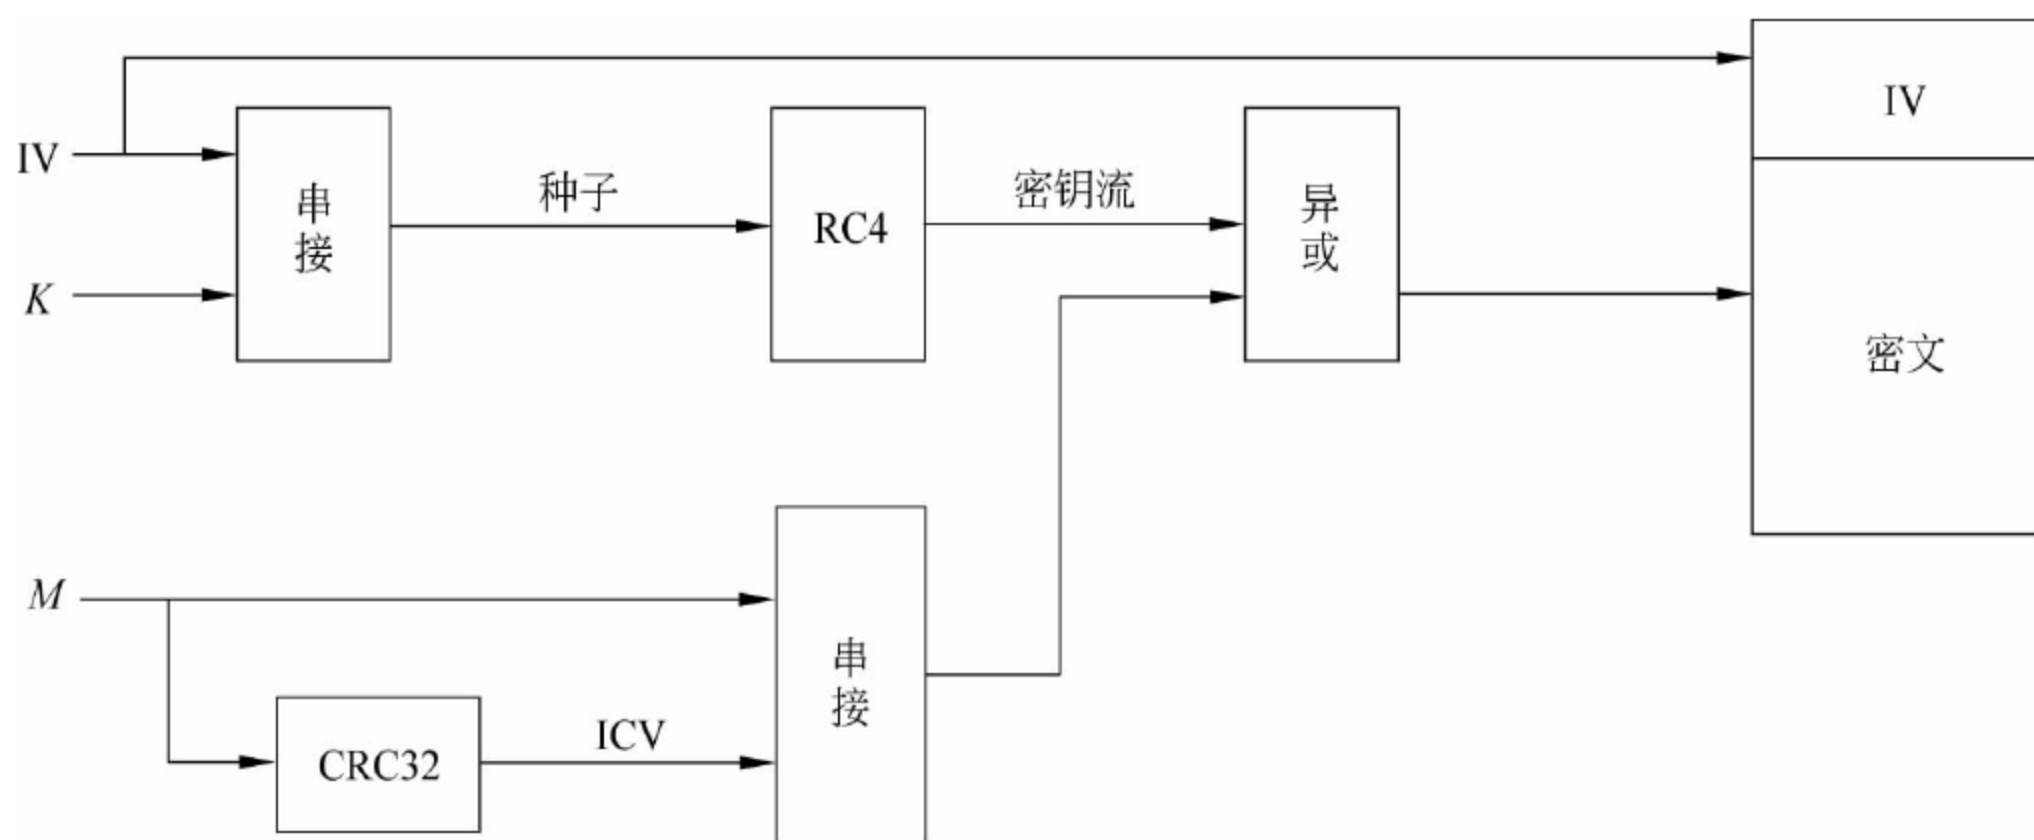 IV
IV
串
接
种子
RC4
密钥流
异
或
K
密文
M
串
接
ICV
CRC32